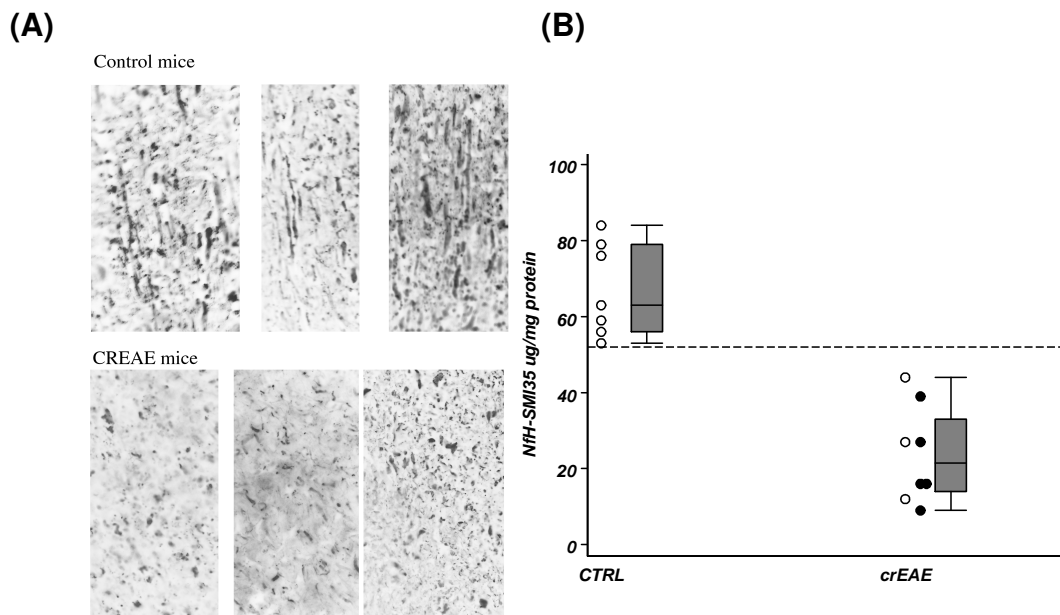 (A)
Control mice
CREAE mice
(B)
NfH-SMI35 ug/mg protein
100
80
60
40
20
0
CTRL
crEAE